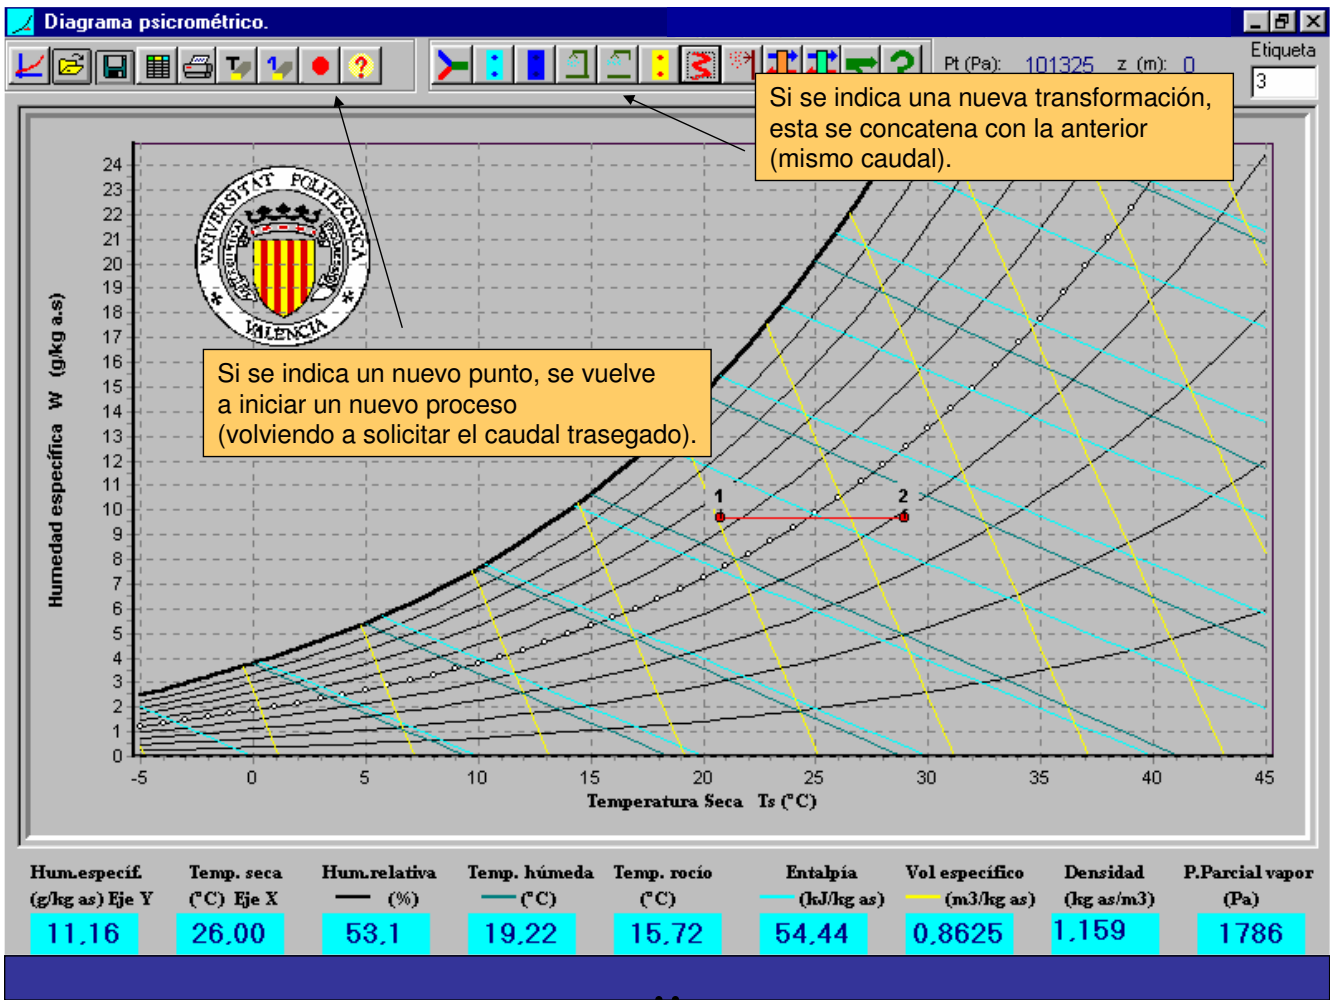 Diagrama psicrométrico.
Pt (Pa): 101325 z (m): 0
Etiqueta
3
Si se indica una nueva transformación,
esta se concatena con la anterior
(mismo caudal).
UNIVERSITAT POLITECNICA
VALENCIA
Si se indica un nuevo punto, se vuelve
a iniciar un nuevo proceso
(volviendo a solicitar el caudal trasegado).
Humedad específica W (g/kg a.s)
24
23
22
21
20
19
18
17
16
15
14
13
12
11
10
9
8
7
6
5
4
3
2
1
0
1 2
-5 0 5 10 15 20 25 30 35 40 45
Temperatura Seca Ts (ºC)
Hum.específ. Temp. seca Hum.relativa Temp. húmeda Temp. rocío Entalpía Vol específico Densidad P.Parcial vapor
(g/kg as) Eje Y (ºC) Eje X (%) (ºC) (ºC) (kJ/kg as) (m3/kg as) (kg as/m3) (Pa)
11,16 26,00 53,1 19,22 15,72 54,44 0,8625 1,159 1786